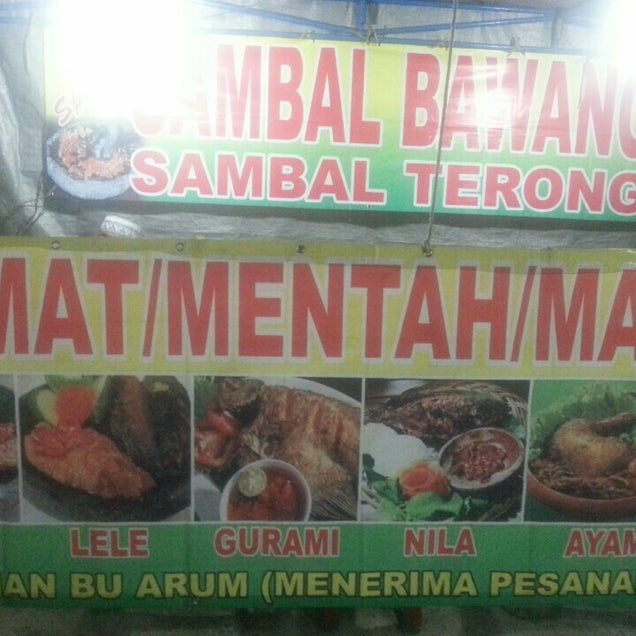 SAMBAL BAWANG
SAMBAL TERONG
MAT/MENTAH/MA
LELE GURAMI NILA AYAM
AN BU ARUM (MENERIMA PESANA